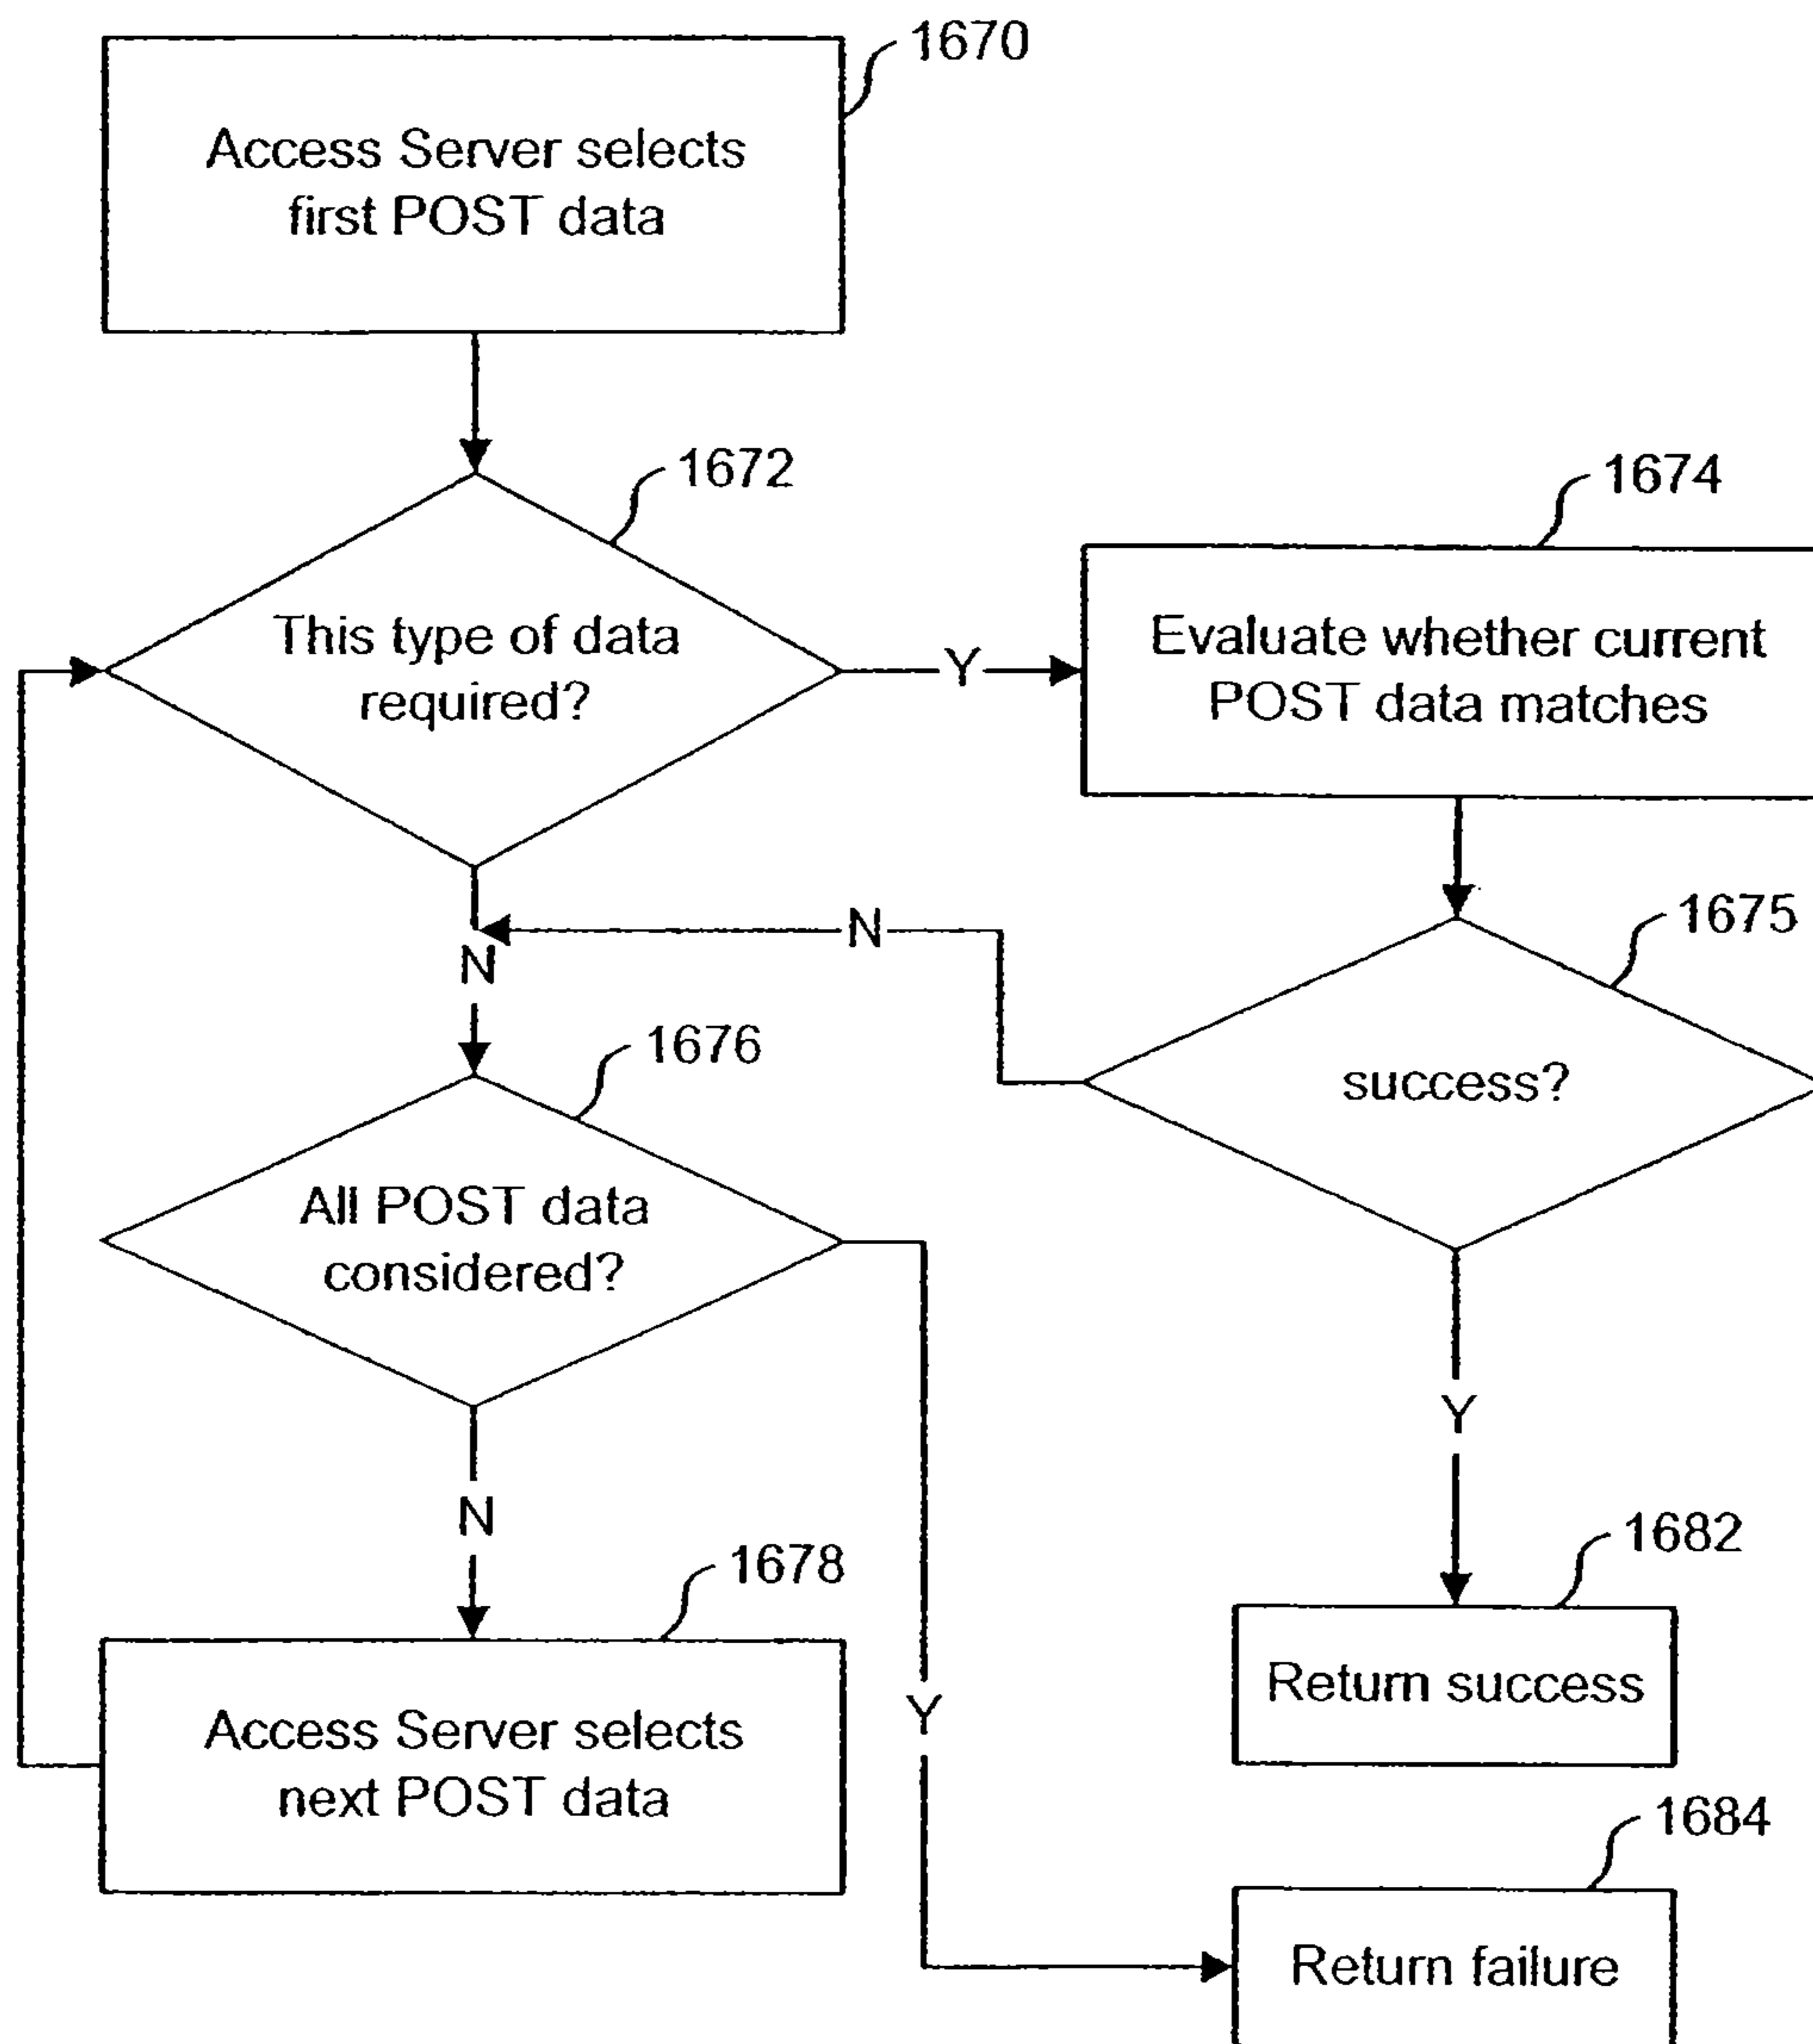 1670
Access Server selects
first POST data
1672
This type of data
required?
Y
1674
Evaluate whether current
POST data matches
N
N
1675
success?
1676
All POST data
considered?
Y
N
1678
Access Server selects
next POST data
Y
1682
Return success
1684
Return failure